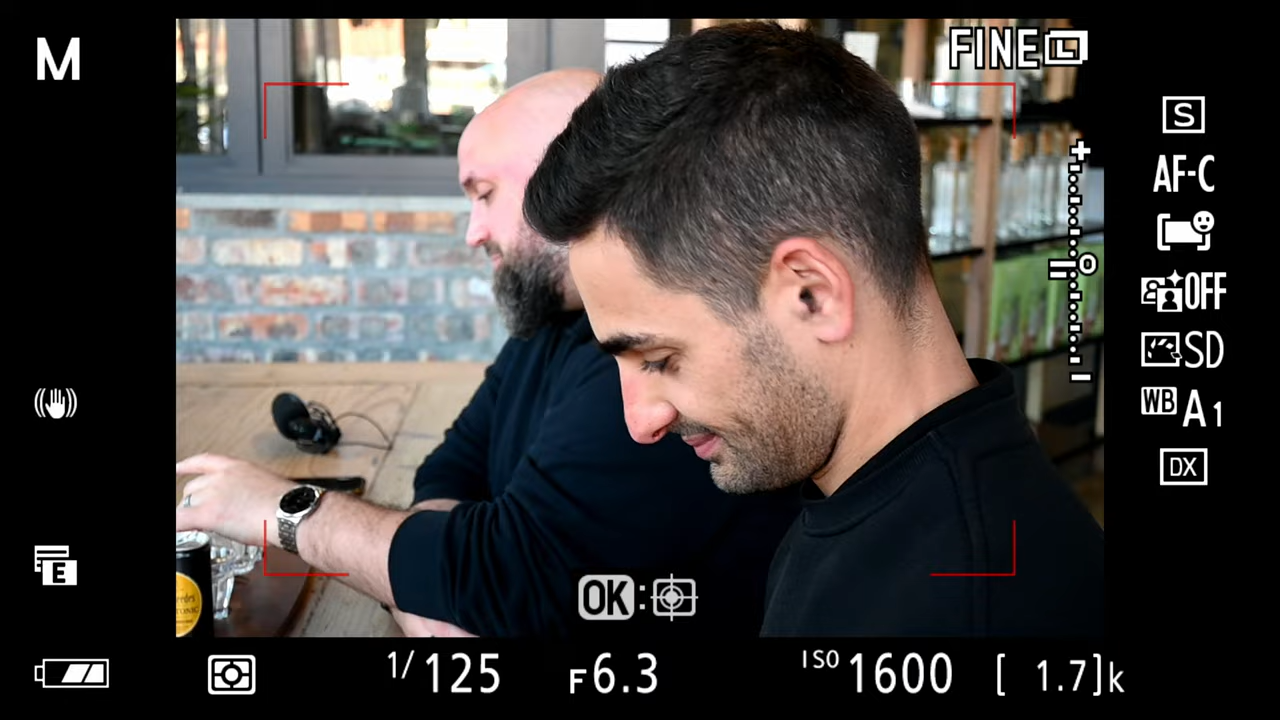 M
FINE L
S
AF-C
OFF
SD
WB A1
DX
E
OK:
1/125 F6.3 ISO 1600 [ 1.7]k